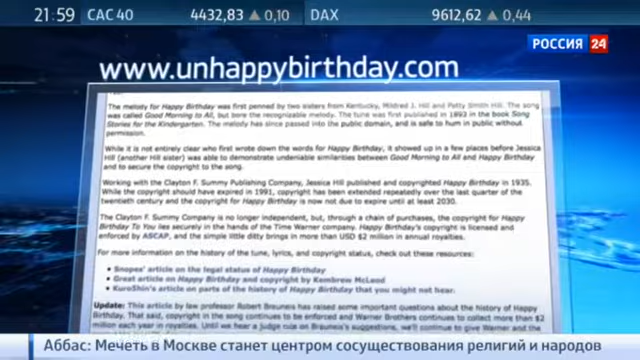 21:59 CAC 40 4432,83 ▲ 0,10 DAX 9612,62 ▲ 0,44
РОССИЯ 24
www.unhappybirthday.com
The melody for Happy Birthday was first penned by two sisters from Kentucky, Mildred J. Hill and Patty Smith Hill. The song
was called Good Morning to All, but bore the recognizable melody. The tune was first published in 1893 in the book Song
Stories for the Kindergarten. The melody has since passed into the public domain, and is safe to hum in public without
permission.
While it is not entirely clear who first wrote down the words for Happy Birthday, it showed up in a few places before Jessica
Hill (another Hill sister) was able to demonstrate undeniable similarities between Good Morning to All and Happy Birthday
and to secure the copyright to the song.
Working with the Clayton F. Summy Publishing Company, Jessica Hill published and copyrighted Happy Birthday in 1935.
While the copyright should have expired in 1991, copyright has been extended repeatedly over the last quarter of the
twentieth century and the copyright for Happy Birthday is now not due to expire until at least 2030.
The Clayton F. Summy Company is no longer independent, but, through a chain of purchases, the copyright for Happy
Birthday To You lies securely in the hands of the Time Warner company. Happy Birthday's copyright is licensed and
enforced by ASCAP, and the simple little ditty brings in more than USD $2 million in annual royalties.
For more information on the history of the tune, lyrics, and copyright status, check out these resources:
• Snopes' article on the legal status of Happy Birthday
• Great article on Happy Birthday and copyright by Kembrew McLeod
• Kuro5hin's article on parts of the history of Happy Birthday that you might not hear.
Update: This article by law professor Robert Brauneis has raised some important questions about the history of Happy
Birthday. That said, copyright in the song continues to be enforced and Warner Brothers continues to collect more than $2
million each year in royalties. Until we hear a judge rule on Brauneis's suggestions, we'll continue to give Warner and the
Аббас: Мечеть в Москве станет центром сосуществования религий и народов